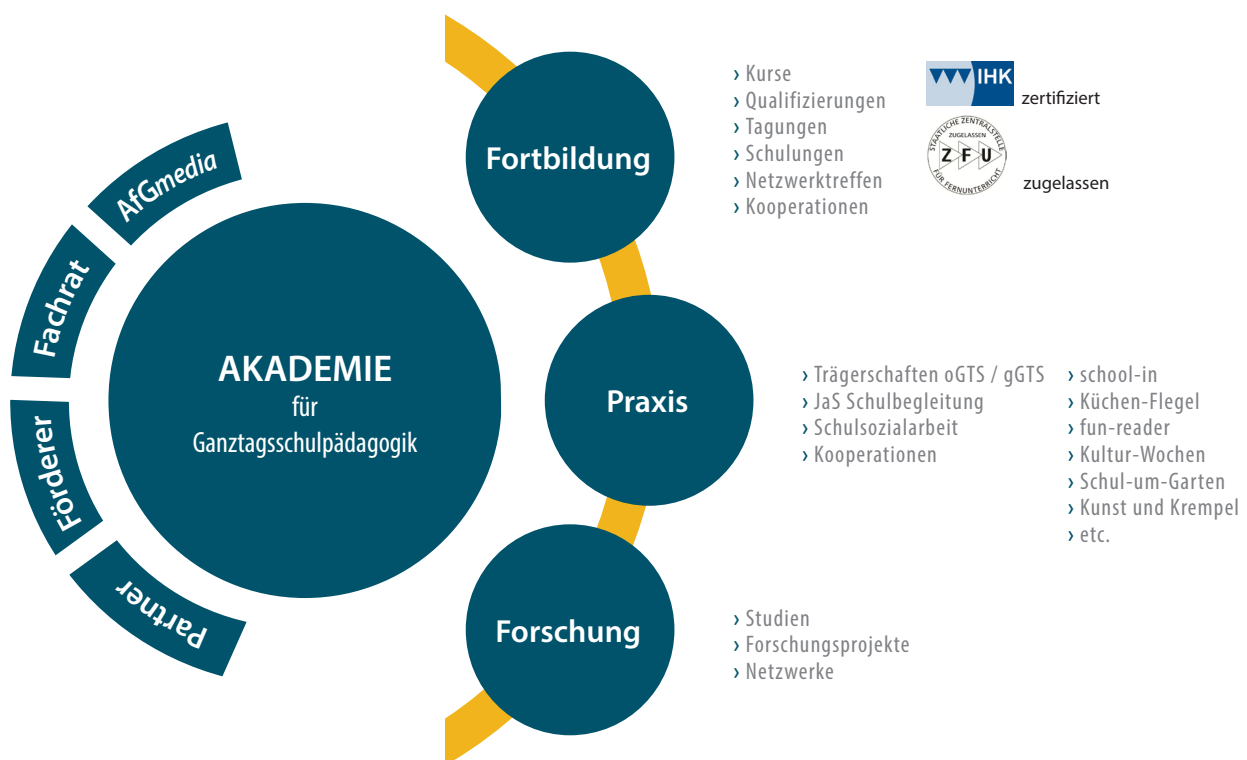 AfGmedia
Fachrat
Förderer
Partner
AKADEMIE
für
Ganztagsschulpädagogik
Fortbildung
› Kurse
› Qualifizierungen
› Tagungen
› Schulungen
› Netzwerktreffen
› Kooperationen
IHK
zertifiziert
STAATLICHE ZENTRALSTELLE
ZUGELASSEN
ZFU
FÜR FERNUNTERRICHT
zugelassen
Praxis
› Trägerschaften oGTS / gGTS
› JaS Schulbegleitung
› Schulsozialarbeit
› Kooperationen
› school-in
› Küchen-Flegel
› fun-reader
› Kultur-Wochen
› Schul-um-Garten
› Kunst und Krempel
› etc.
Forschung
› Studien
› Forschungsprojekte
› Netzwerke